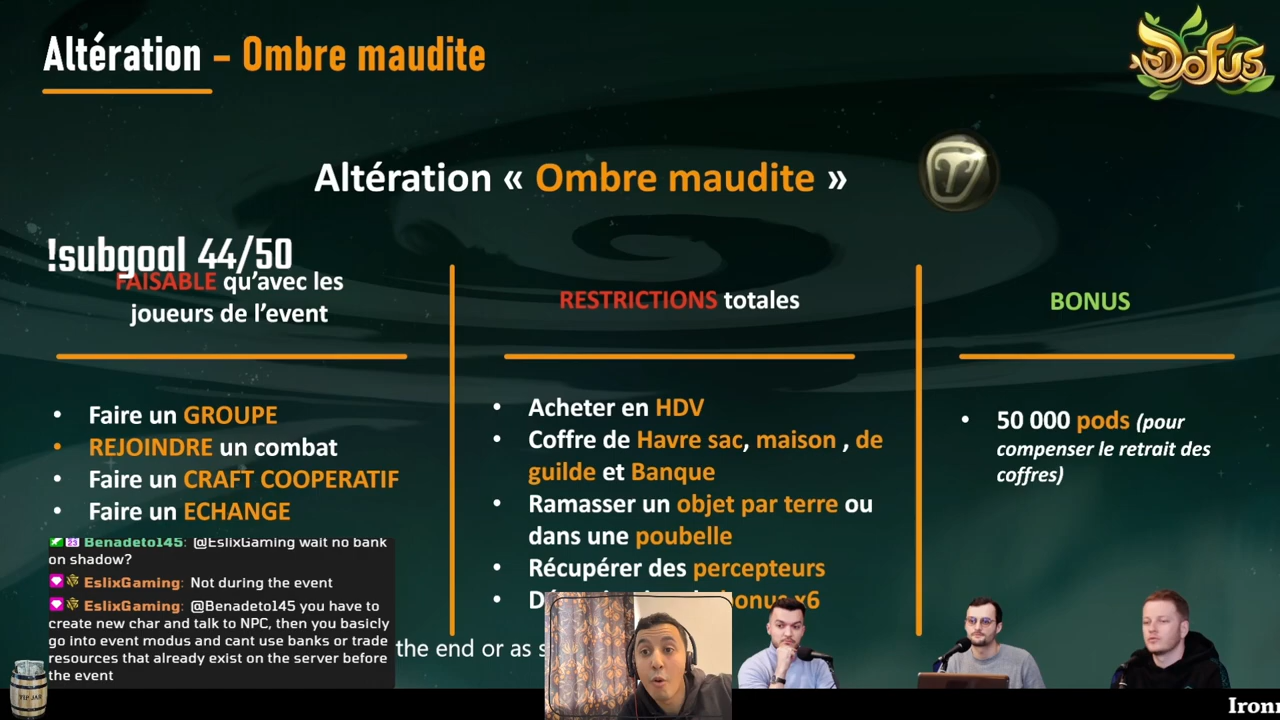 Altération – Ombre maudite
Dofus
Altération « Ombre maudite »
!subgoal 44/50
FAISABLE qu'avec les
joueurs de l'event
• Faire un GROUPE
• REJOINDRE un combat
• Faire un CRAFT COOPERATIF
• Faire un ECHANGE
RESTRICTIONS totales
• Acheter en HDV
• Coffre de Havre sac, maison , de
guilde et Banque
• Ramasser un objet par terre ou
dans une poubelle
• Récupérer des percepteurs
• bonus x6
BONUS
• 50 000 pods (pour
compenser le retrait des
coffres)
23 Benadeto145: @EslixGaming wait no bank
on shadow?
EslixGaming: Not during the event
EslixGaming: @Benadeto145 you have to
create new char and talk to NPC, then you basicly
go into event modus and cant use banks or trade
resources that already exist on the server before
the event
the end or as
TIP JAR